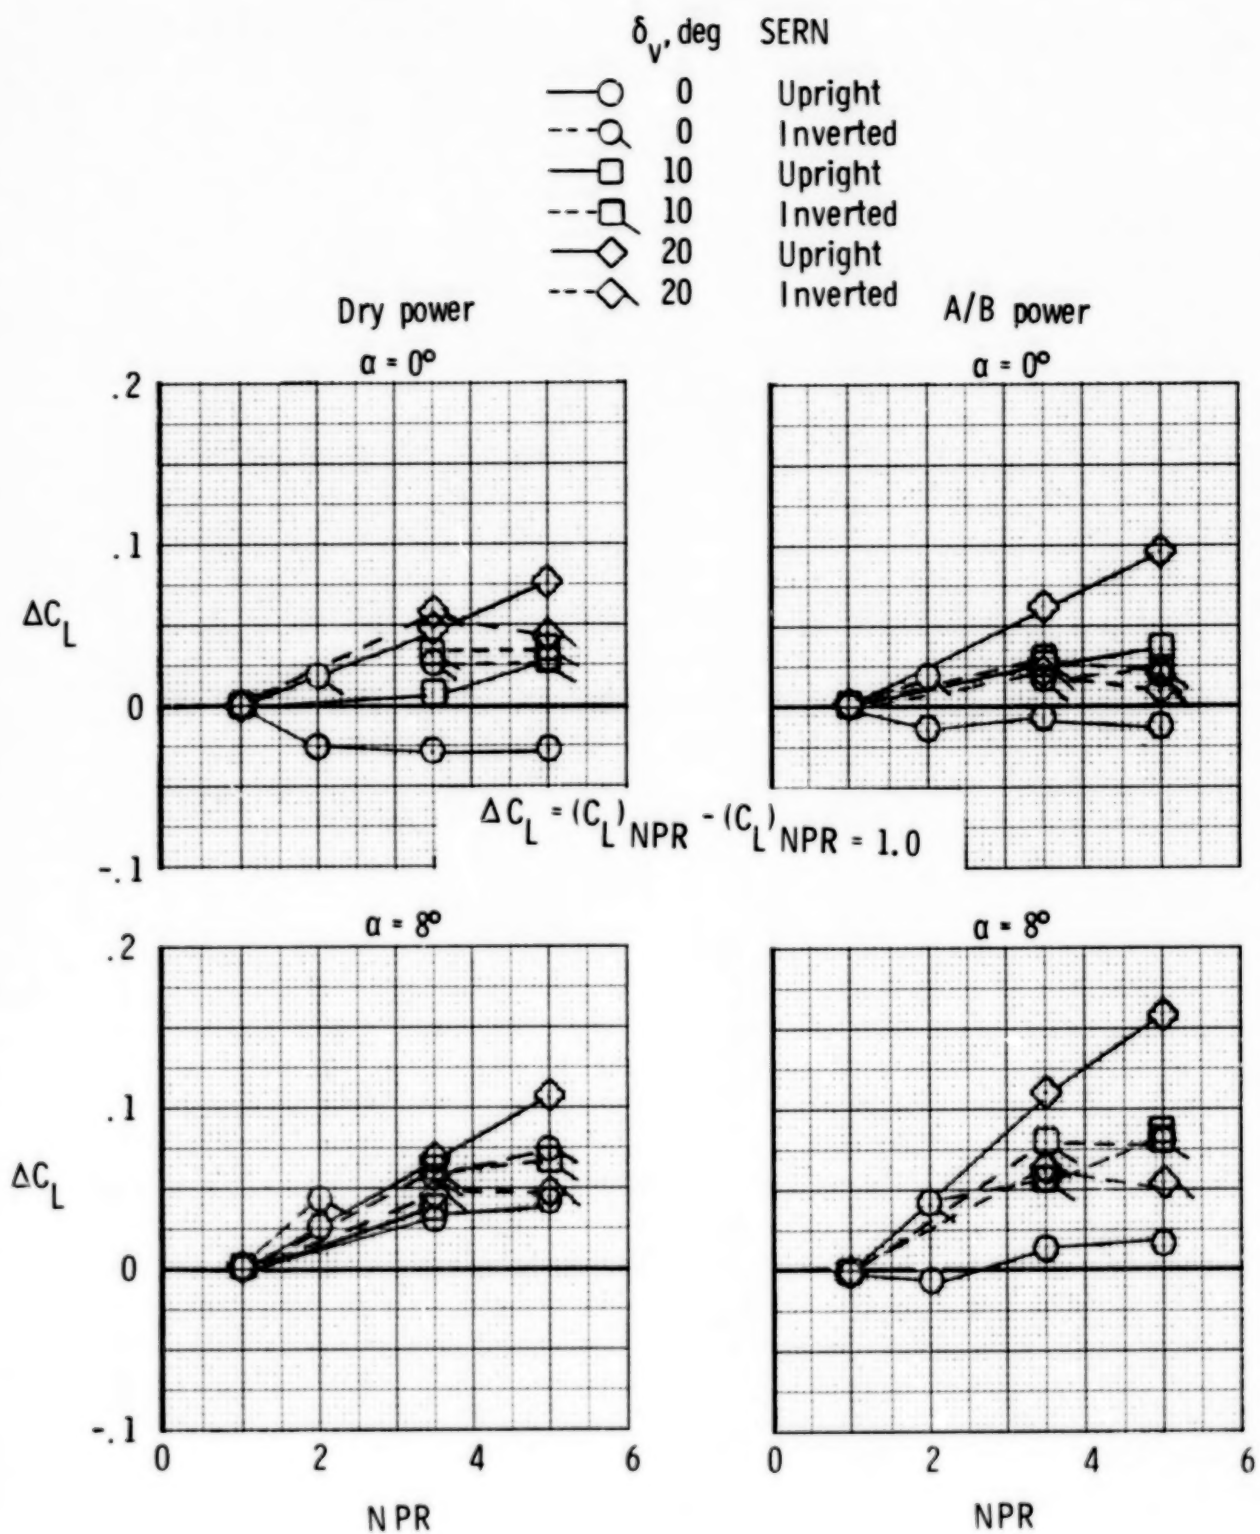 δv, deg SERN
0 Upright
0 Inverted
10 Upright
10 Inverted
20 Upright
20 Inverted
Dry power
A/B power
α = 0°
α = 0°
.2
.1
0
-.1
ΔCL
ΔCL = (CL)NPR - (CL)NPR = 1.0
α = 8°
α = 8°
.2
.1
0
-.1
ΔCL
0 2 4 6
0 2 4 6
NPR
NPR